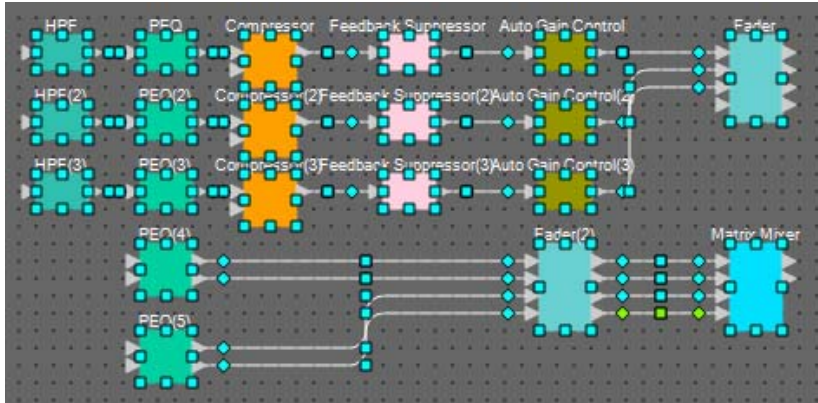 HPF PEQ Compressor Feedback Suppressor Auto Gain Control Fader
HPF(2) PEQ(2) Compressor(2) Feedback Suppressor(2) Auto Gain Control(2)
HPF(3) PEQ(3) Compressor(3) Feedback Suppressor(3) Auto Gain Control(3)
PEQ(4) Fader(2) Matrix Mixer
PEQ(5)